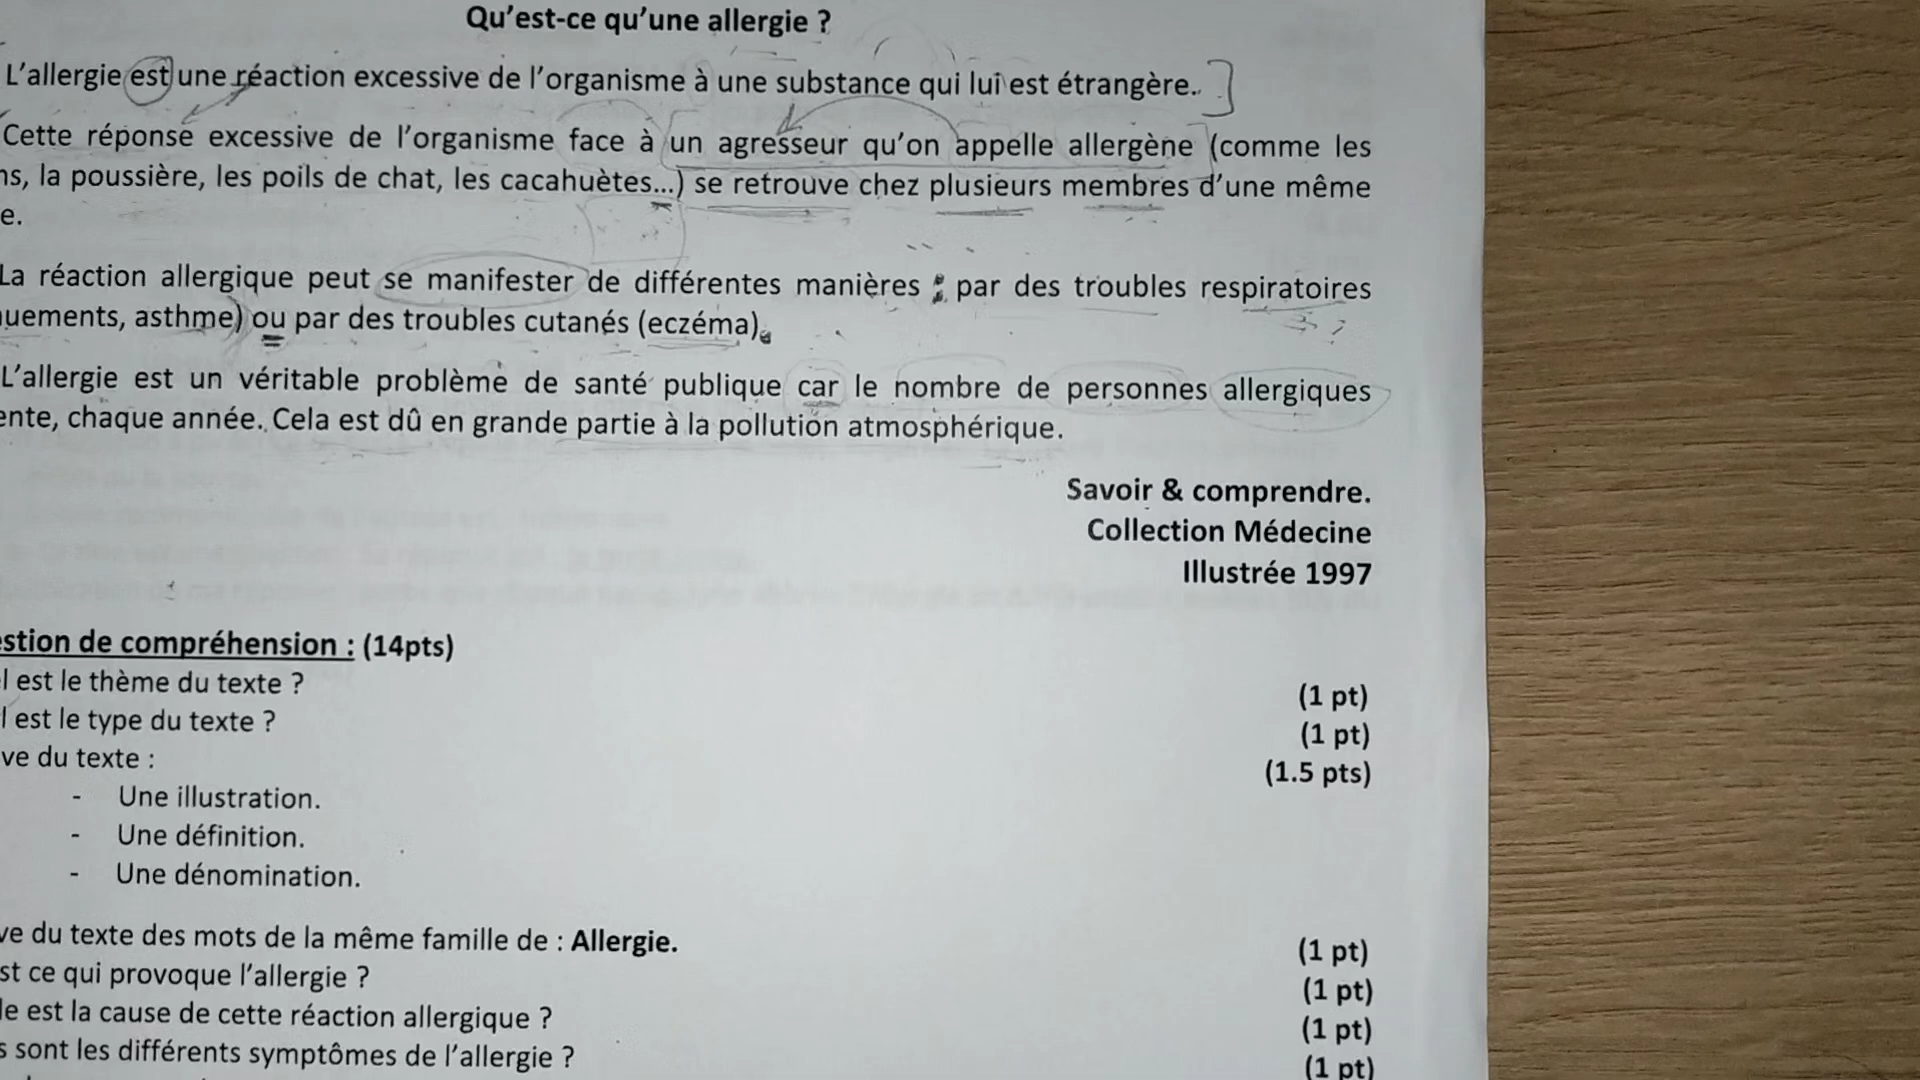 Qu'est-ce qu'une allergie ?
L'allergie est une réaction excessive de l'organisme à une substance qui lui est étrangère.
Cette réponse excessive de l'organisme face à un agresseur qu'on appelle allergène (comme les
ns, la poussière, les poils de chat, les cacahuètes...) se retrouve chez plusieurs membres d'une même
e.
La réaction allergique peut se manifester de différentes manières ; par des troubles respiratoires
uements, asthme) ou par des troubles cutanés (eczéma).
L'allergie est un véritable problème de santé publique car le nombre de personnes allergiques
ente, chaque année. Cela est dû en grande partie à la pollution atmosphérique.
Savoir & comprendre.
Collection Médecine
Illustrée 1997
estion de compréhension : (14pts)
l est le thème du texte ? (1 pt)
l est le type du texte ? (1 pt)
ve du texte : (1.5 pts)
- Une illustration.
- Une définition.
- Une dénomination.
ve du texte des mots de la même famille de : Allergie. (1 pt)
st ce qui provoque l'allergie ? (1 pt)
le est la cause de cette réaction allergique ? (1 pt)
s sont les différents symptômes de l'allergie ? (1 pt)